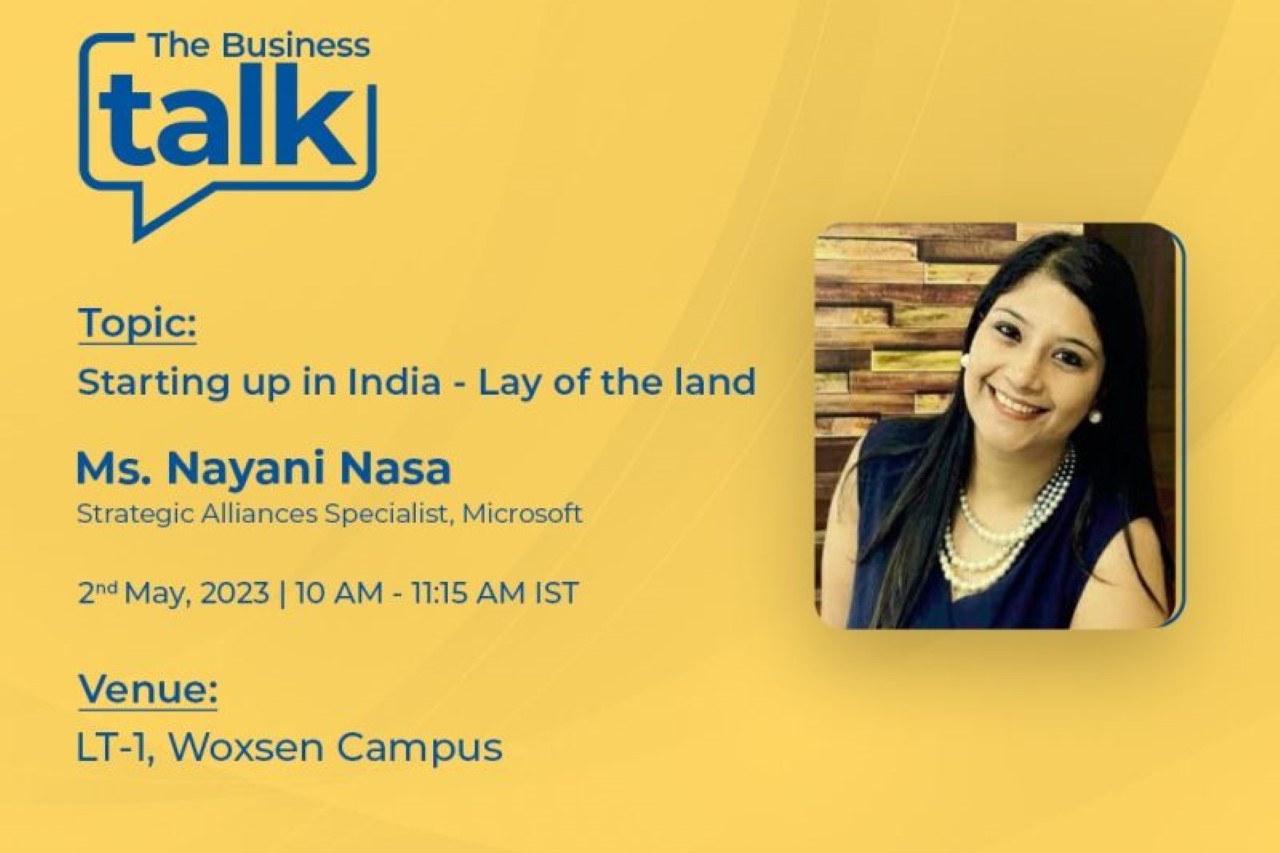 The Business
talk
Topic:
Starting up in India - Lay of the land
Ms. Nayani Nasa
Strategic Alliances Specialist, Microsoft
2nd May, 2023 | 10 AM - 11:15 AM IST
Venue:
LT-1, Woxsen Campus